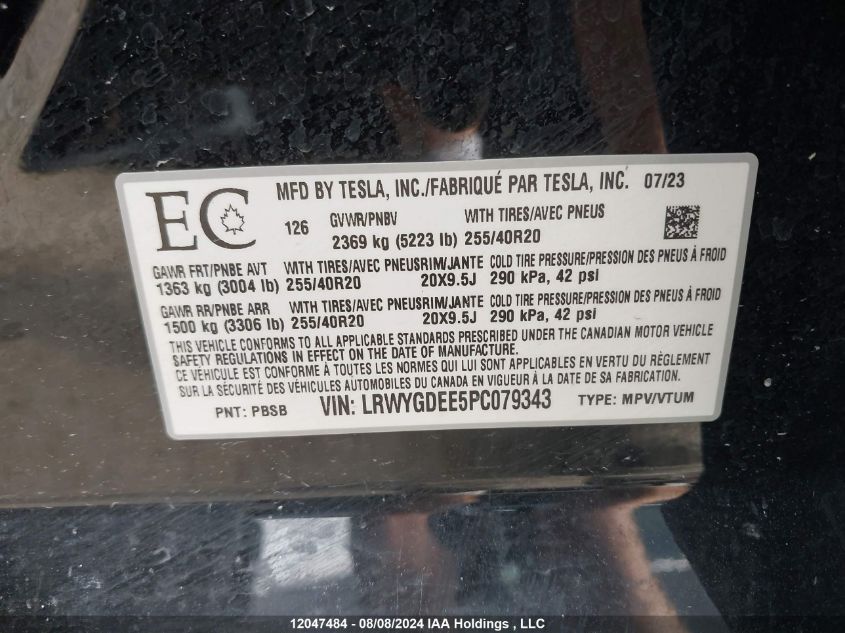 MFD BY TESLA, INC./FABRIQUÉ PAR TESLA, INC. 07/23
EC 126 GVWR/PNBV WITH TIRES/AVEC PNEUS
2369 kg (5223 lb) 255/40R20
GAWR FRT/PNBE AVT WITH TIRES/AVEC PNEUS RIM/JANTE COLD TIRE PRESSURE/PRESSION DES PNEUS À FROID
1363 kg (3004 lb) 255/40R20 20X9.5J 290 kPa, 42 psi
GAWR RR/PNBE ARR WITH TIRES/AVEC PNEUS RIM/JANTE COLD TIRE PRESSURE/PRESSION DES PNEUS À FROID
1500 kg (3306 lb) 255/40R20 20X9.5J 290 kPa, 42 psi
THIS VEHICLE CONFORMS TO ALL APPLICABLE STANDARDS PRESCRIBED UNDER THE CANADIAN MOTOR VEHICLE
SAFETY REGULATIONS IN EFFECT ON THE DATE OF MANUFACTURE.
CE VÉHICULE EST CONFORME À TOUTES LES NORMES QUI LUI SONT APPLICABLES EN VERTU DU RÈGLEMENT
SUR LA SÉCURITÉ DES VÉHICULES AUTOMOBILES DU CANADA EN VIGUEUR À LA DATE DE SA FABRICATION.
PNT: PBSB VIN: LRWYGDEE5PC079343 TYPE: MPV/VTUM
12047484 - 08/08/2024 IAA Holdings , LLC